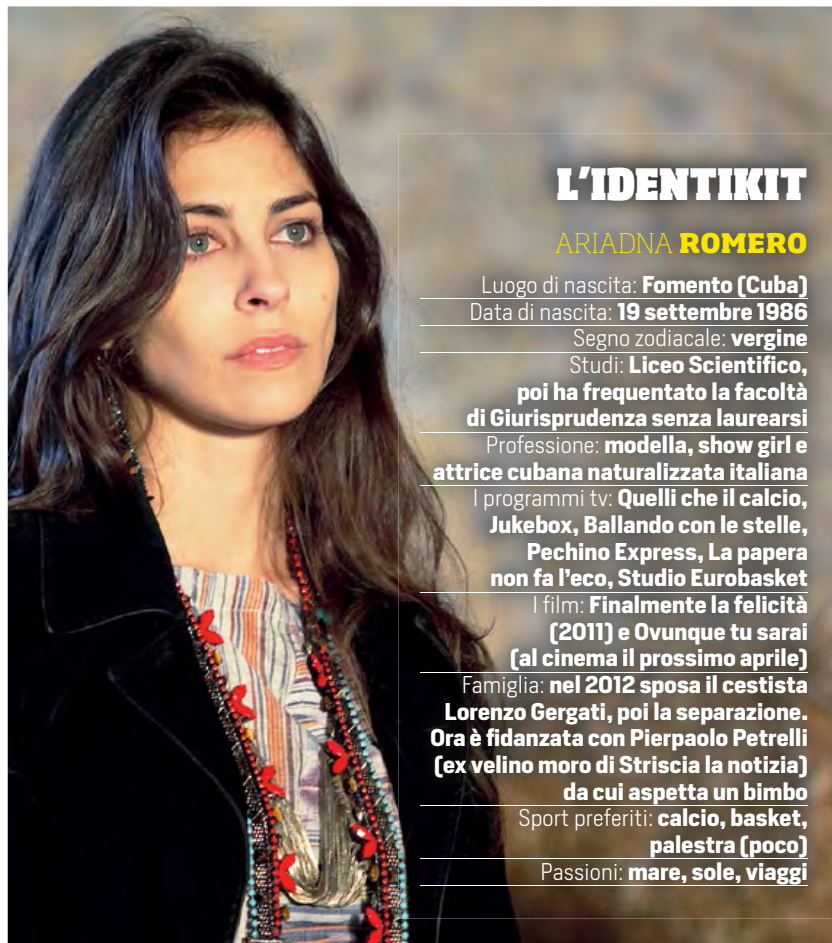 L'IDENTIKIT
ARIADNA ROMERO
Luogo di nascita: Fomento (Cuba)
Data di nascita: 19 settembre 1986
Segno zodiacale: vergine
Studi: Liceo Scientifico,
poi ha frequentato la facoltà
di Giurisprudenza senza laurearsi
Professione: modella, show girl e
attrice cubana naturalizzata italiana
I programmi tv: Quelli che il calcio,
Jukebox, Ballando con le stelle,
Pechino Express, La papera
non fa l'eco, Studio Eurobasket
I film: Finalmente la felicità
(2011) e Ovunque tu sarai
(al cinema il prossimo aprile)
Famiglia: nel 2012 sposa il cestista
Lorenzo Gergati, poi la separazione.
Ora è fidanzata con Pierpaolo Petrelli
(ex velino moro di Striscia la notizia)
da cui aspetta un bimbo
Sport preferiti: calcio, basket,
palestra (poco)
Passioni: mare, sole, viaggi